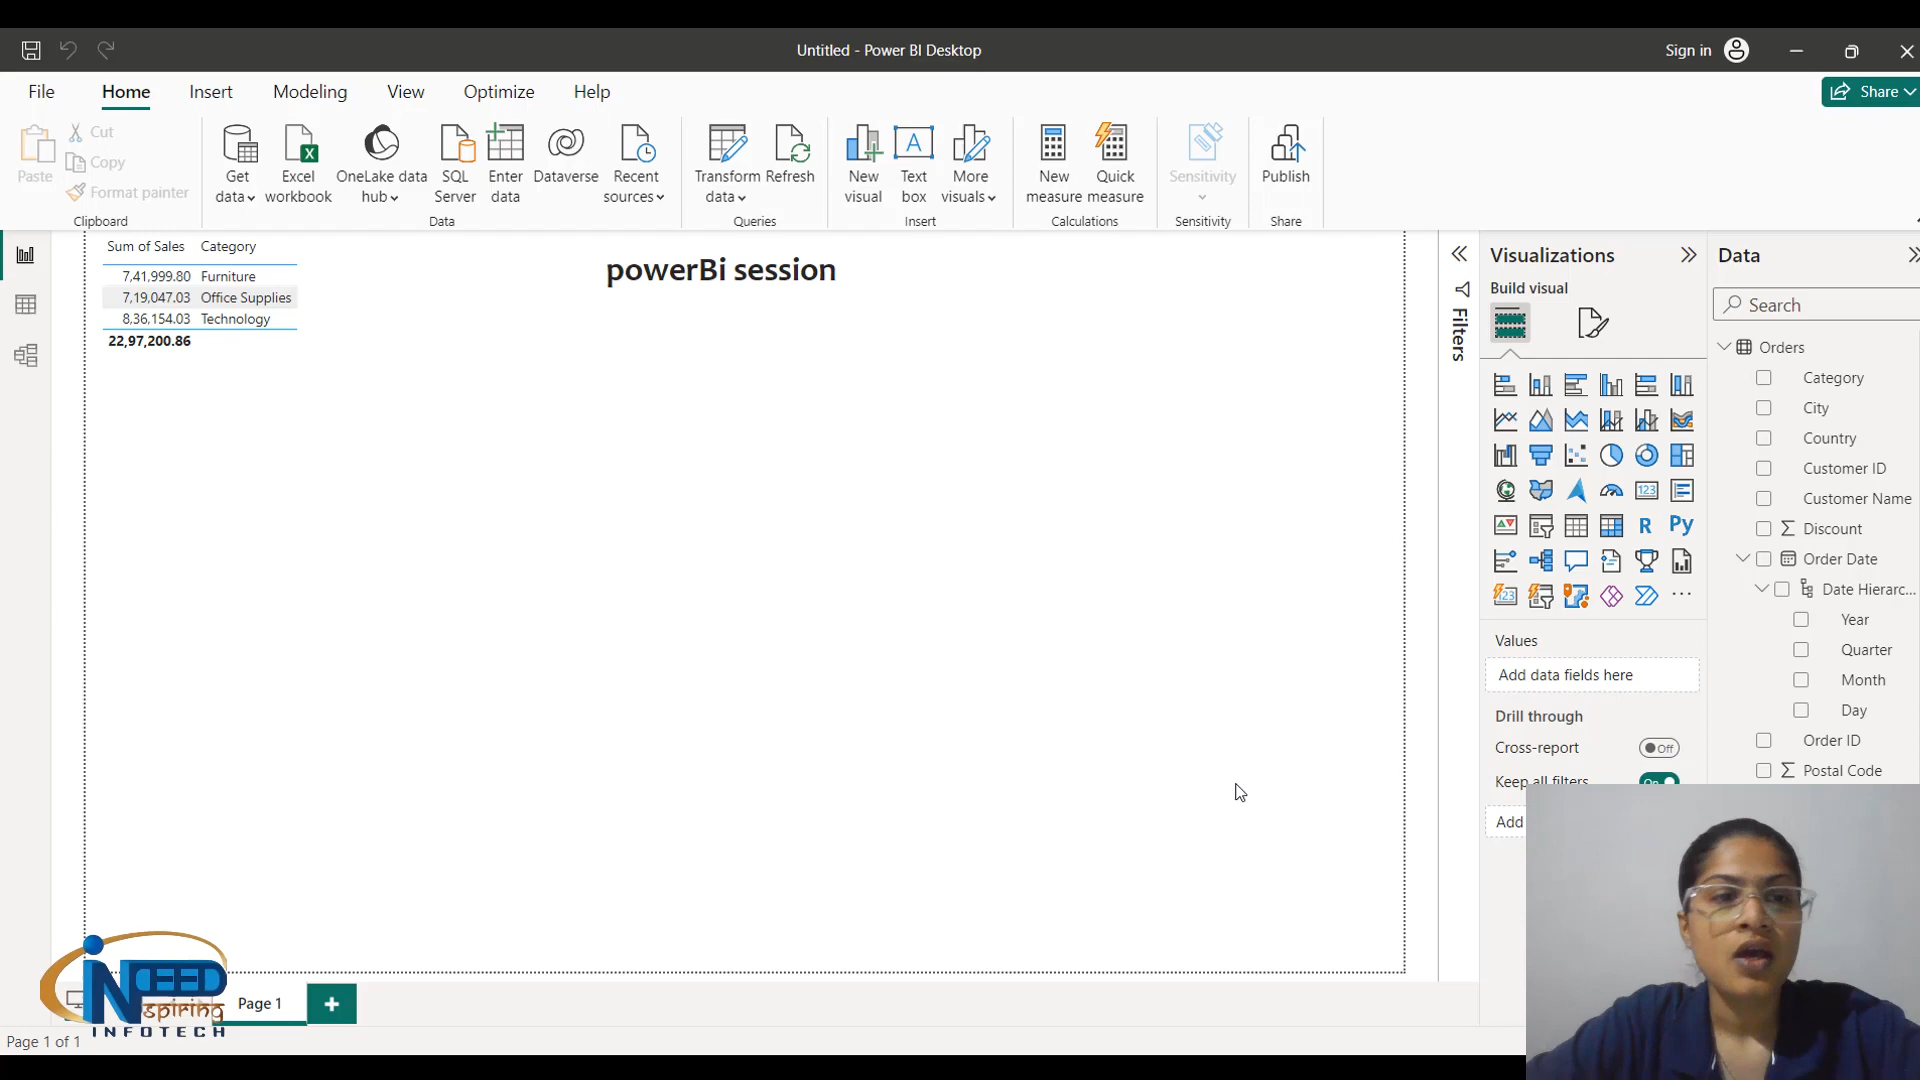 Untitled - Power BI Desktop
Sign in
File Home Insert Modeling View Optimize Help
Share
Paste
Cut
Copy
Format painter
Clipboard
Get data
Excel workbook
OneLake data hub
SQL Server
Enter data
Dataverse
Recent sources
Data
Transform data
Refresh
Queries
New visual
Text box
More visuals
Insert
New measure
Quick measure
Calculations
Sensitivity
Sensitivity
Publish
Share
Sum of Sales Category
7,41,999.80 Furniture
7,19,047.03 Office Supplies
8,36,154.03 Technology
22,97,200.86
powerBi session
Filters
Visualizations
Build visual
123
R
Py
123
Values
Add data fields here
Drill through
Cross-report
Off
Keep all filters
On
Add
Data
Search
Orders
Category
City
Country
Customer ID
Customer Name
Discount
Order Date
Date Hierarc...
Year
Quarter
Month
Day
Order ID
Postal Code
iNEED
nspiring
INFOTECH
Page 1
Page 1 of 1